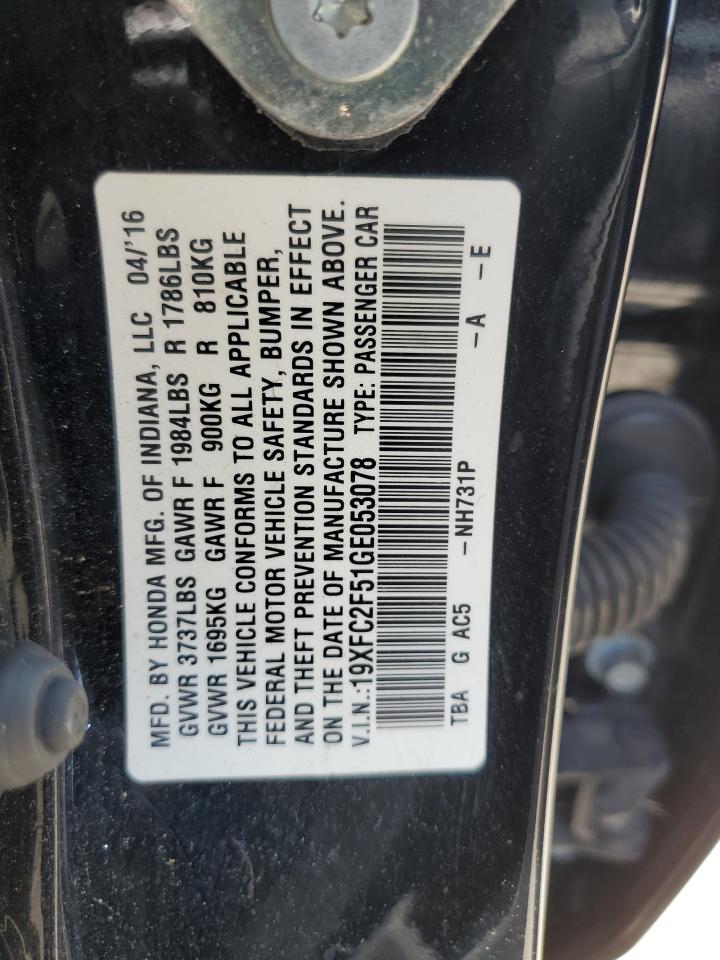 MFD. BY HONDA MFG. OF INDIANA, LLC 04/'16
GVWR 3737LBS GAWR F 1984LBS R 1786LBS
GVWR 1695KG GAWR F 900KG R 810KG
THIS VEHICLE CONFORMS TO ALL APPLICABLE
FEDERAL MOTOR VEHICLE SAFETY, BUMPER,
AND THEFT PREVENTION STANDARDS IN EFFECT
ON THE DATE OF MANUFACTURE SHOWN ABOVE.
V.I.N.:19XFC2F51GE053078 TYPE: PASSENGER CAR
TBA G AC5 -NH731P -A -E